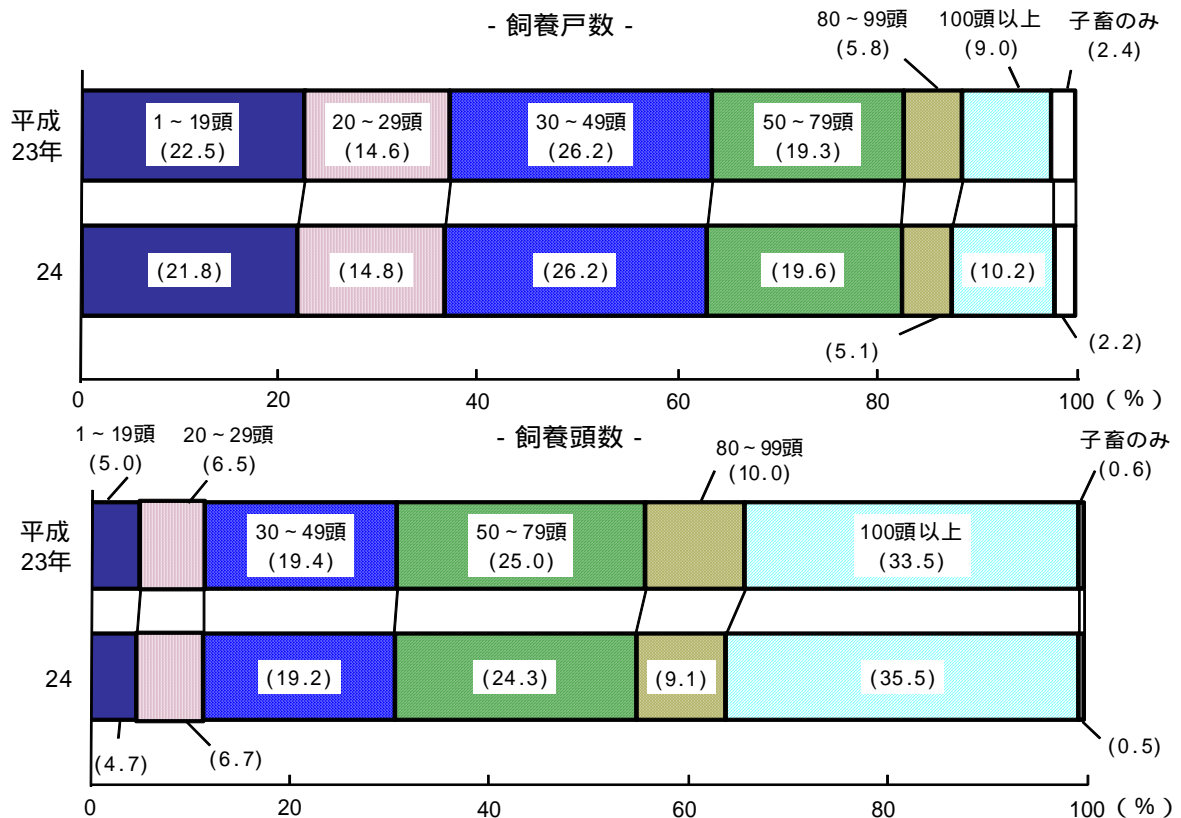 - 飼養戸数 -
80～99頭
(5.8)
100頭以上
(9.0)
子畜のみ
(2.4)
平成
23年
1～19頭
(22.5)
20～29頭
(14.6)
30～49頭
(26.2)
50～79頭
(19.3)
24
(21.8)
(14.8)
(26.2)
(19.6)
(10.2)
(5.1)
(2.2)
0 20 40 60 80 100 (％)
- 飼養頭数 -
1～19頭
(5.0)
20～29頭
(6.5)
80～99頭
(10.0)
子畜のみ
(0.6)
平成
23年
30～49頭
(19.4)
50～79頭
(25.0)
100頭以上
(33.5)
24
(19.2)
(24.3)
(9.1)
(35.5)
(4.7)
(6.7)
(0.5)
0 20 40 60 80 100 (％)